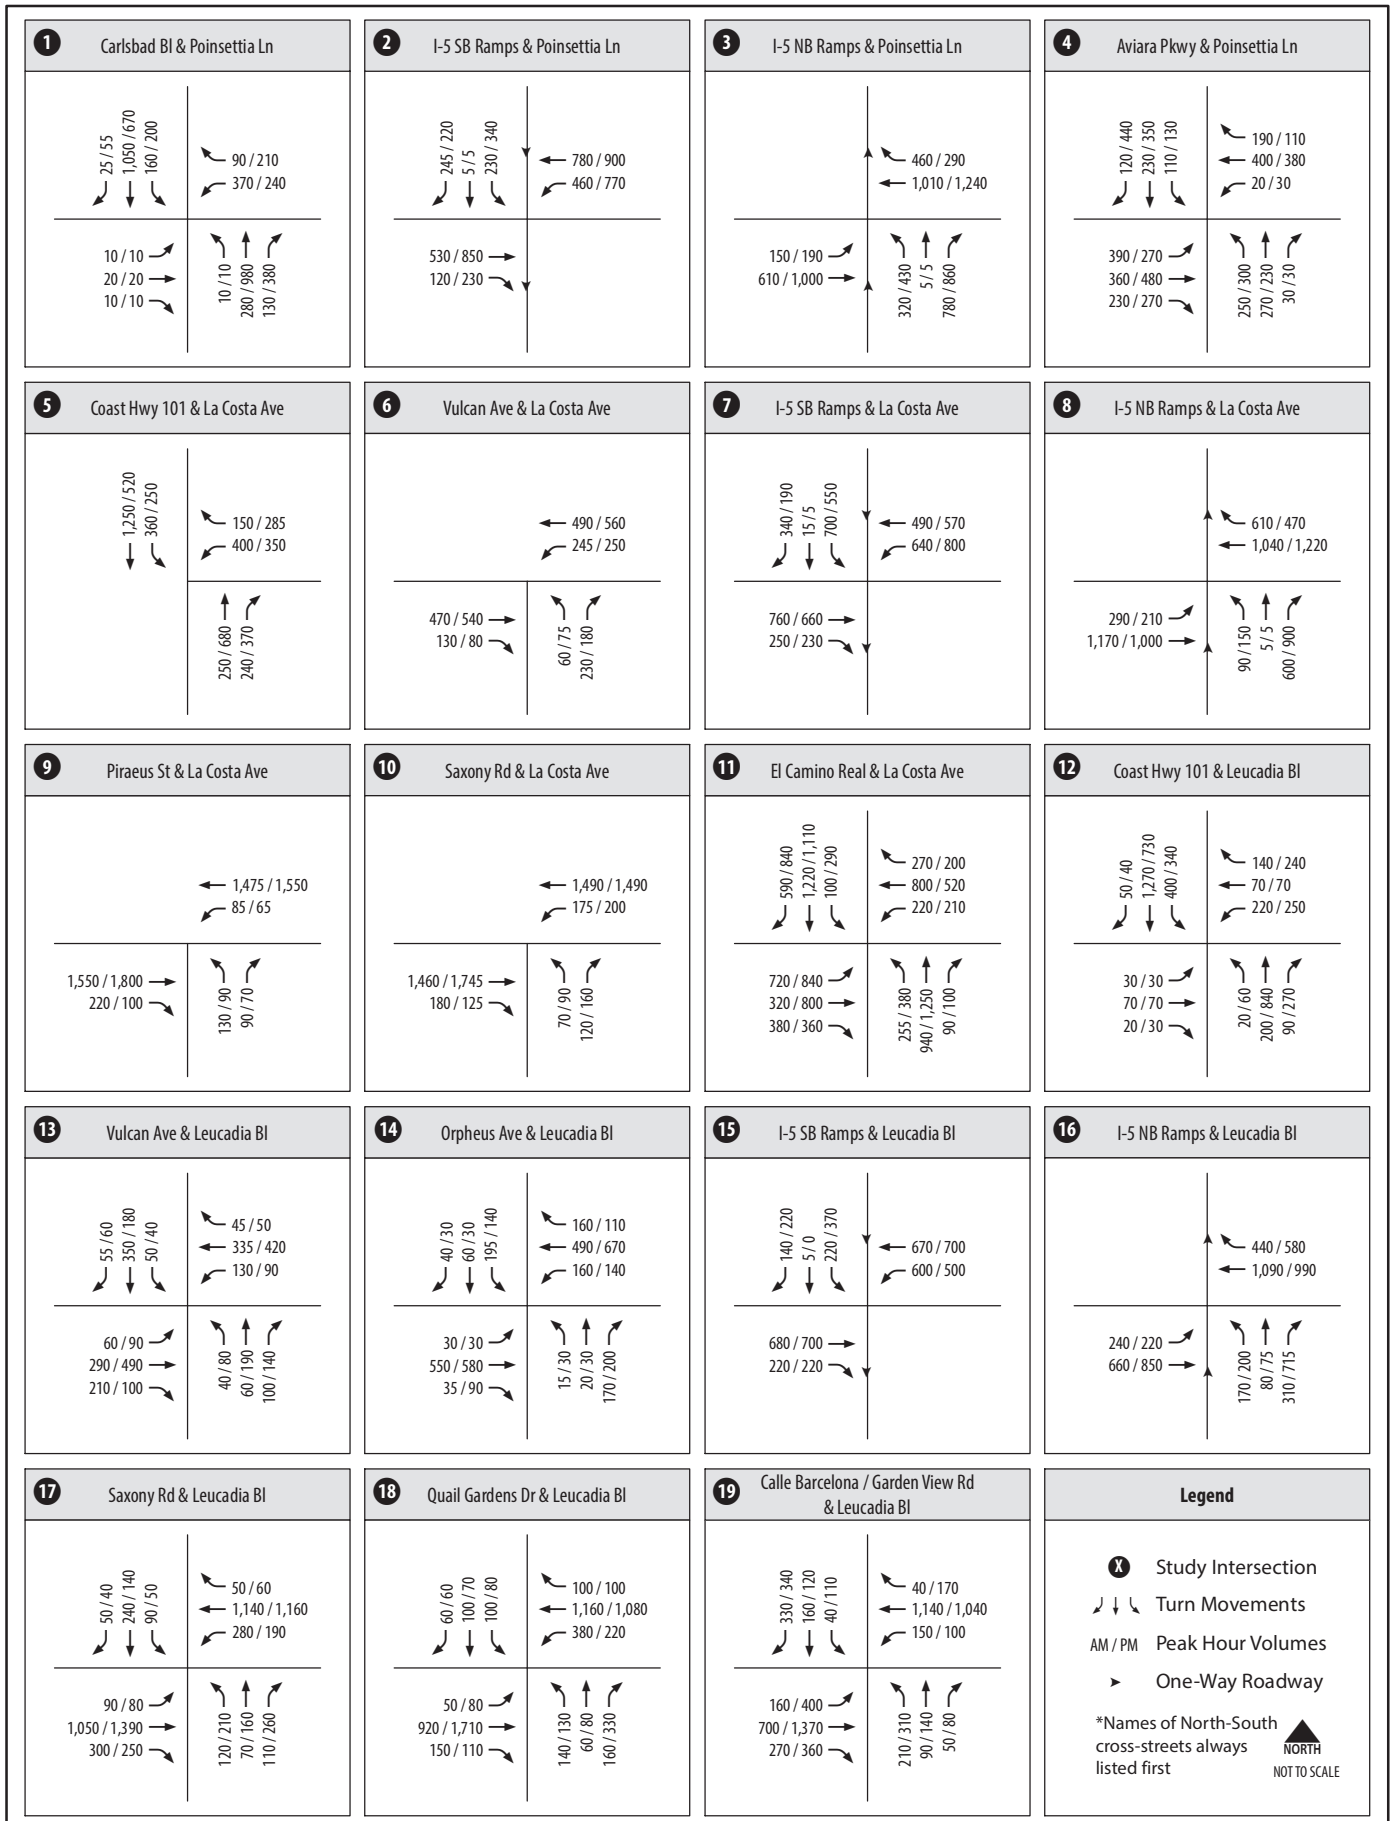 1 Carlsbad Bl & Poinsettia Ln
25 / 55
1,050 / 670
160 / 200
90 / 210
370 / 240
10 / 10
20 / 20
10 / 10
10 / 10
280 / 980
130 / 380
2 I-5 SB Ramps & Poinsettia Ln
245 / 220
5 / 5
230 / 340
780 / 900
460 / 770
530 / 850
120 / 230
3 I-5 NB Ramps & Poinsettia Ln
460 / 290
1,010 / 1,240
150 / 190
610 / 1,000
320 / 430
5 / 5
780 / 860
4 Aviara Pkwy & Poinsettia Ln
120 / 440
230 / 350
110 / 130
190 / 110
400 / 380
20 / 30
390 / 270
360 / 480
230 / 270
250 / 300
270 / 230
30 / 30
5 Coast Hwy 101 & La Costa Ave
1,250 / 520
360 / 250
150 / 285
400 / 350
250 / 680
240 / 370
6 Vulcan Ave & La Costa Ave
490 / 560
245 / 250
470 / 540
130 / 80
60 / 75
230 / 180
7 I-5 SB Ramps & La Costa Ave
340 / 190
15 / 5
700 / 550
490 / 570
640 / 800
760 / 660
250 / 230
8 I-5 NB Ramps & La Costa Ave
610 / 470
1,040 / 1,220
290 / 210
1,170 / 1,000
90 / 150
5 / 5
600 / 900
9 Piraeus St & La Costa Ave
1,475 / 1,550
85 / 65
1,550 / 1,800
220 / 100
130 / 90
90 / 70
10 Saxony Rd & La Costa Ave
1,490 / 1,490
175 / 200
1,460 / 1,745
180 / 125
70 / 90
120 / 160
11 El Camino Real & La Costa Ave
590 / 840
1,220 / 1,110
100 / 290
270 / 200
800 / 520
220 / 210
720 / 840
320 / 800
380 / 360
255 / 380
940 / 1,250
90 / 100
12 Coast Hwy 101 & Leucadia Bl
50 / 40
1,270 / 730
400 / 340
140 / 240
70 / 70
220 / 250
30 / 30
70 / 70
20 / 30
20 / 60
200 / 840
90 / 270
13 Vulcan Ave & Leucadia Bl
55 / 60
350 / 180
50 / 40
45 / 50
335 / 420
130 / 90
60 / 90
290 / 490
210 / 100
40 / 80
60 / 190
100 / 140
14 Orpheus Ave & Leucadia Bl
40 / 30
60 / 30
195 / 140
160 / 110
490 / 670
160 / 140
30 / 30
550 / 580
35 / 90
15 / 30
20 / 30
170 / 200
15 I-5 SB Ramps & Leucadia Bl
140 / 220
5 / 0
220 / 370
670 / 700
600 / 500
680 / 700
220 / 220
16 I-5 NB Ramps & Leucadia Bl
440 / 580
1,090 / 990
240 / 220
660 / 850
170 / 200
80 / 75
310 / 715
17 Saxony Rd & Leucadia Bl
50 / 40
240 / 140
90 / 50
50 / 60
1,140 / 1,160
280 / 190
90 / 80
1,050 / 1,390
300 / 250
120 / 210
70 / 160
110 / 260
18 Quail Gardens Dr & Leucadia Bl
60 / 60
100 / 70
100 / 80
100 / 100
1,160 / 1,080
380 / 220
50 / 80
920 / 1,710
150 / 110
140 / 130
60 / 80
160 / 330
19 Calle Barcelona / Garden View Rd
& Leucadia Bl
330 / 340
160 / 120
40 / 110
40 / 170
1,140 / 1,040
150 / 100
160 / 400
700 / 1,370
270 / 360
210 / 310
90 / 140
50 / 80
Legend
X Study Intersection
Turn Movements
AM / PM Peak Hour Volumes
One-Way Roadway
*Names of North-South
cross-streets always
listed first
NORTH
NOT TO SCALE